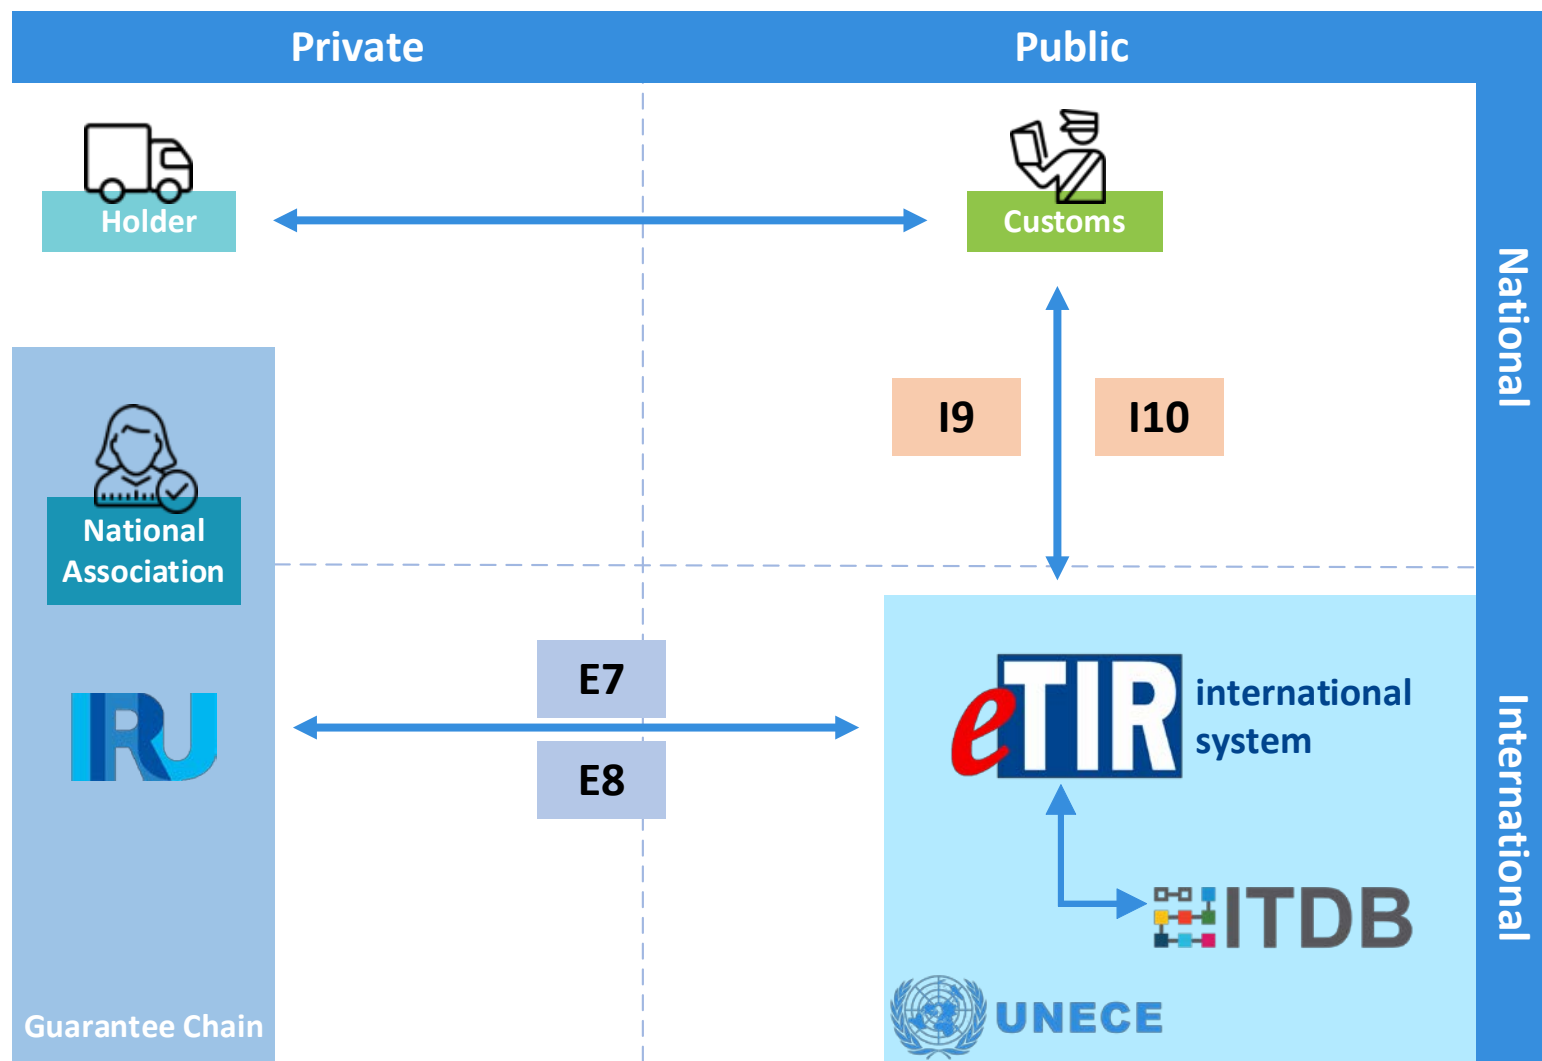 Private
Public
Holder
Customs
National
I9
I10
National
Association
E7
E8
IRU
eTIR
international
system
International
ITDB
Guarantee Chain
UNECE